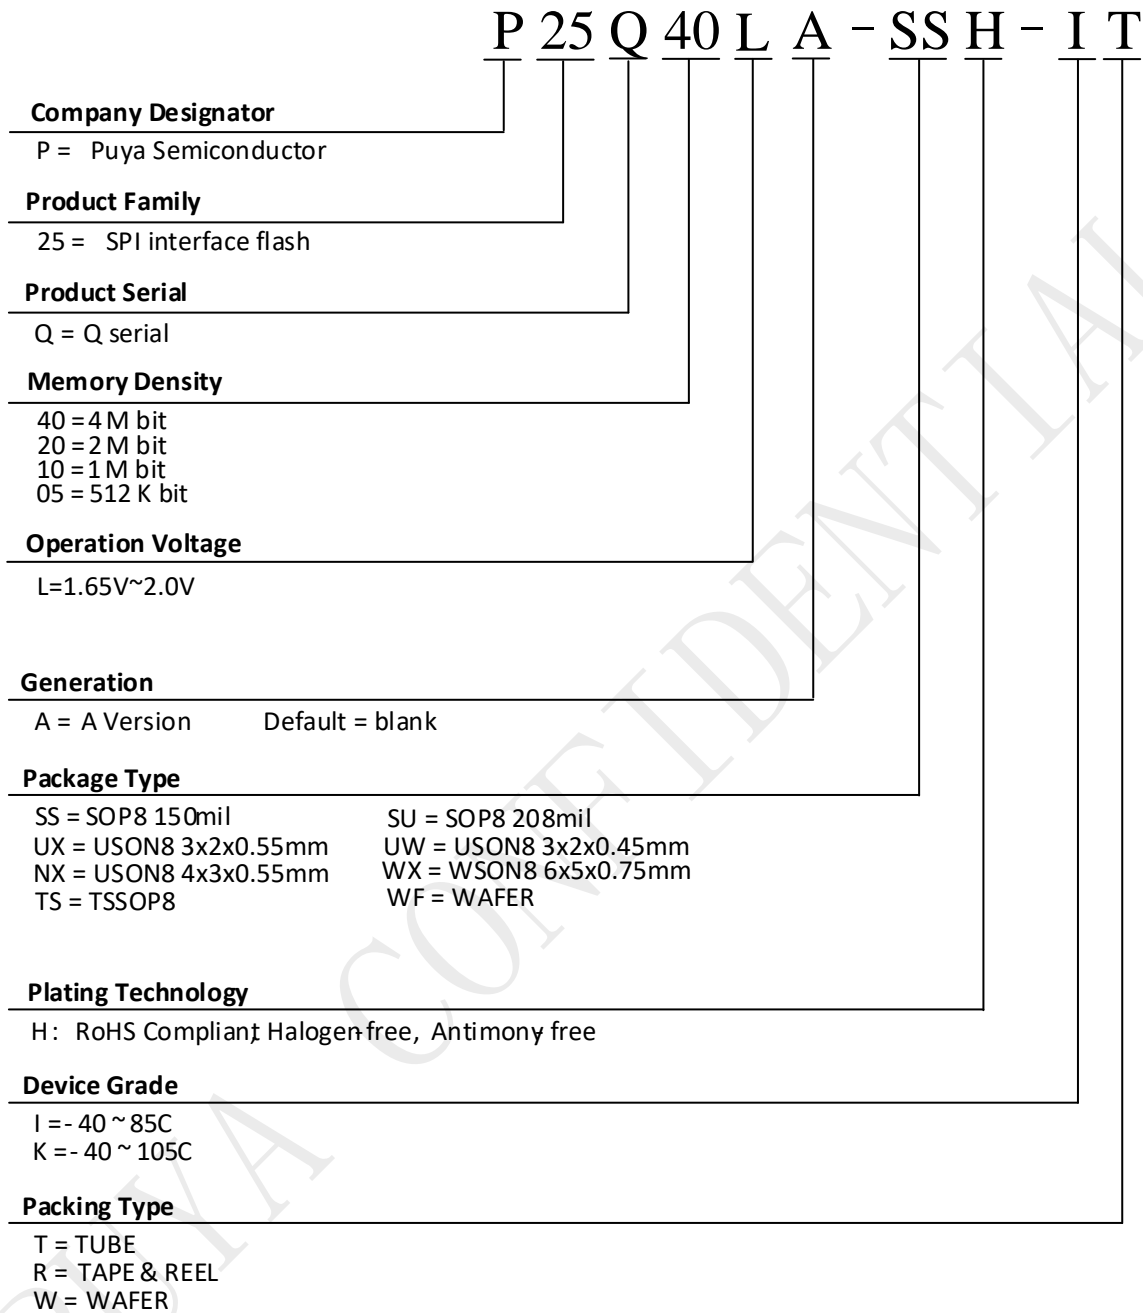 P 25 Q 40 L A - SS H - I T
Company Designator
P = Puya Semiconductor
Product Family
25 = SPI interface flash
Product Serial
Q = Q serial
Memory Density
40 = 4 M bit
20 = 2 M bit
10 = 1 M bit
05 = 512 K bit
Operation Voltage
L=1.65V~2.0V
Generation
A = A Version Default = blank
Package Type
SS = SOP8 150mil SU = SOP8 208mil
UX = USON8 3x2x0.55mm UW = USON8 3x2x0.45mm
NX = USON8 4x3x0.55mm WX = WSON8 6x5x0.75mm
TS = TSSOP8 WF = WAFER
Plating Technology
H: RoHS Compliant, Halogen-free, Antimony-free
Device Grade
I = - 40 ~ 85C
K = - 40 ~ 105C
Packing Type
T = TUBE
R = TAPE & REEL
W = WAFER
PUYA CONFIDENTIAL